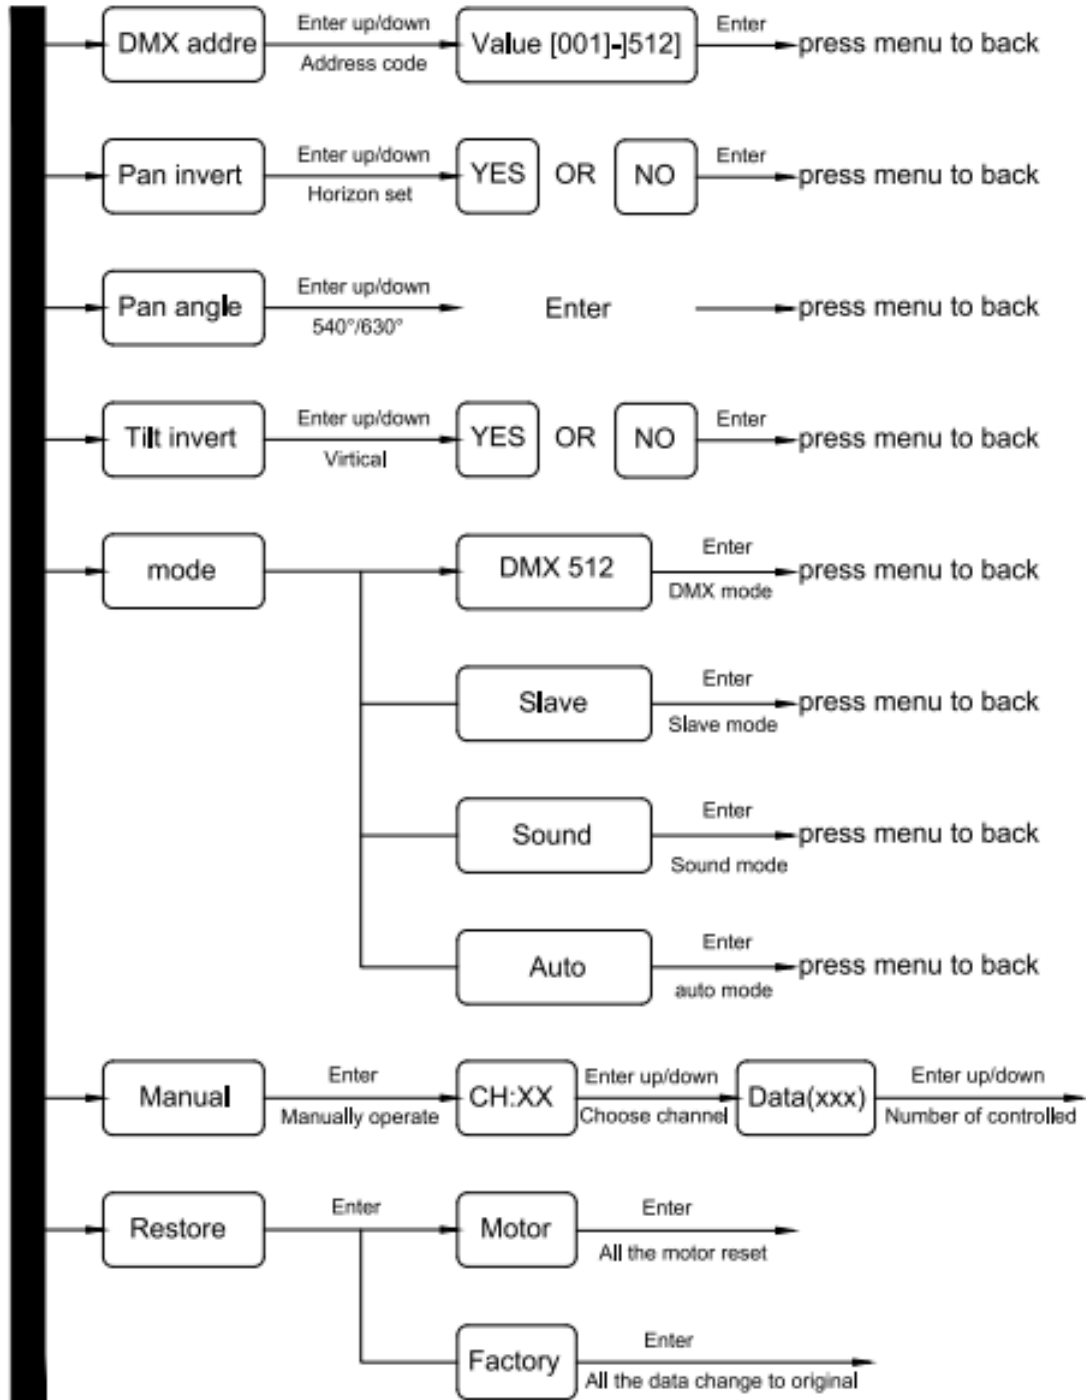 DMX addre Enter up/down Address code Value [001]-]512] Enter press menu to back
Pan invert Enter up/down Horizon set YES OR NO Enter press menu to back
Pan angle Enter up/down 540°/630° Enter press menu to back
Tilt invert Enter up/down Virtical YES OR NO Enter press menu to back
mode DMX 512 Enter DMX mode press menu to back
Slave Enter Slave mode press menu to back
Sound Enter Sound mode press menu to back
Auto Enter auto mode press menu to back
Manual Enter Manually operate CH:XX Enter up/down Choose channel Data(xxx) Enter up/down Number of controlled
Restore Enter Motor Enter All the motor reset
Factory Enter All the data change to original